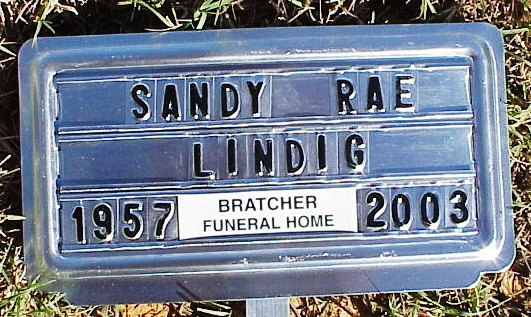 SANDY RAE
LINDIG
1957 BRATCHER 2003
FUNERAL HOME